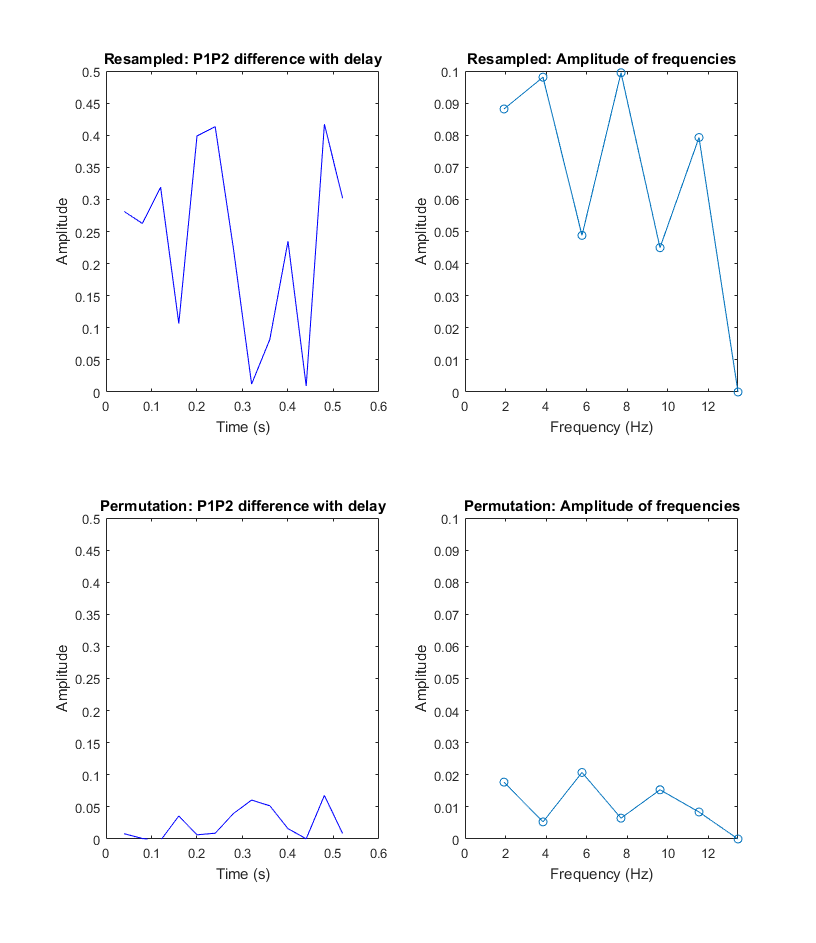 Resampled: P1P2 difference with delay
Amplitude
0.5
0.45
0.4
0.35
0.3
0.25
0.2
0.15
0.1
0.05
0
0 0.1 0.2 0.3 0.4 0.5 0.6
Time (s)
Resampled: Amplitude of frequencies
Amplitude
0.1
0.09
0.08
0.07
0.06
0.05
0.04
0.03
0.02
0.01
0
0 2 4 6 8 10 12
Frequency (Hz)
Permutation: P1P2 difference with delay
Amplitude
0.5
0.45
0.4
0.35
0.3
0.25
0.2
0.15
0.1
0.05
0
0 0.1 0.2 0.3 0.4 0.5 0.6
Time (s)
Permutation: Amplitude of frequencies
Amplitude
0.1
0.09
0.08
0.07
0.06
0.05
0.04
0.03
0.02
0.01
0
0 2 4 6 8 10 12
Frequency (Hz)